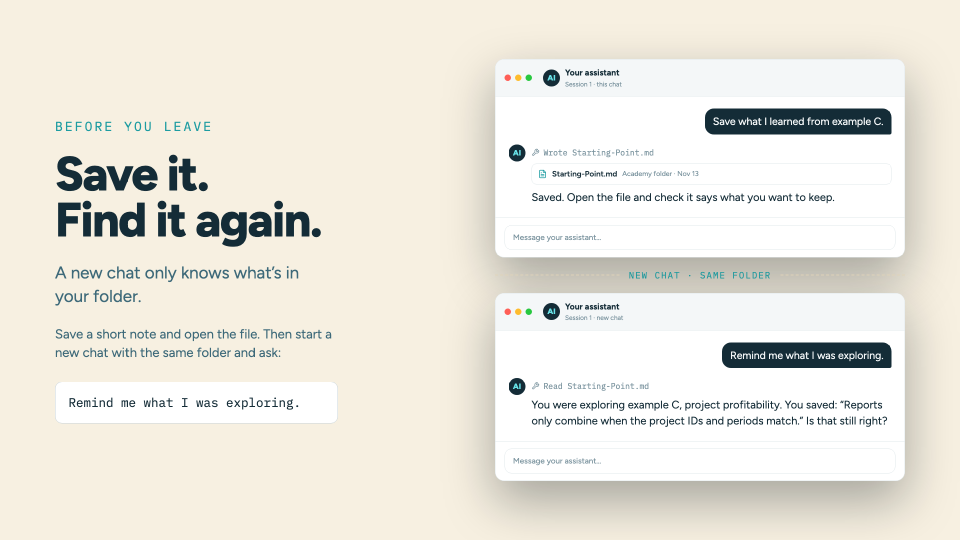 BEFORE YOU LEAVE
Save it.
Find it again.
A new chat only knows what's in
your folder.
Save a short note and open the file. Then start a
new chat with the same folder and ask:
Remind me what I was exploring.
AI
Your assistant
Session 1 · this chat
Save what I learned from example C.
AI
Wrote Starting-Point.md
Starting-Point.md Academy folder · Nov 13
Saved. Open the file and check it says what you want to keep.
Message your assistant...
NEW CHAT · SAME FOLDER
AI
Your assistant
Session 1 · new chat
Remind me what I was exploring.
AI
Read Starting-Point.md
You were exploring example C, project profitability. You saved: “Reports
only combine when the project IDs and periods match.” Is that still right?
Message your assistant...